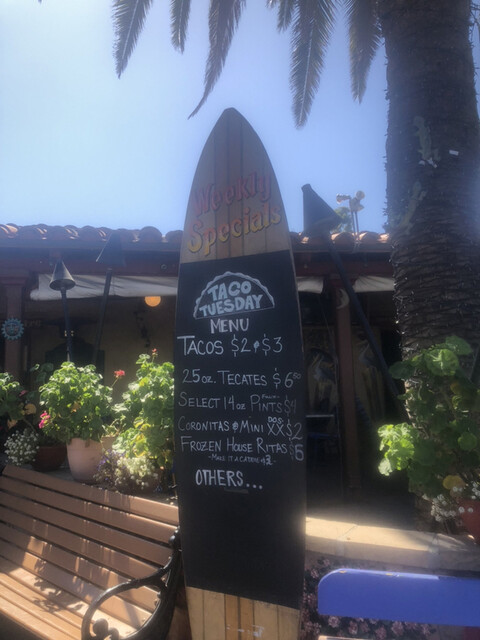 Weekly
Specials
TACO
TUESDAY
MENU
TACOS $2 & $3
25oz. TECATES $6
SELECT 14oz PINTS $4
CORONITAS & MINI DOS XX $2
FROZEN HOUSE RITAS $5
OTHERS...